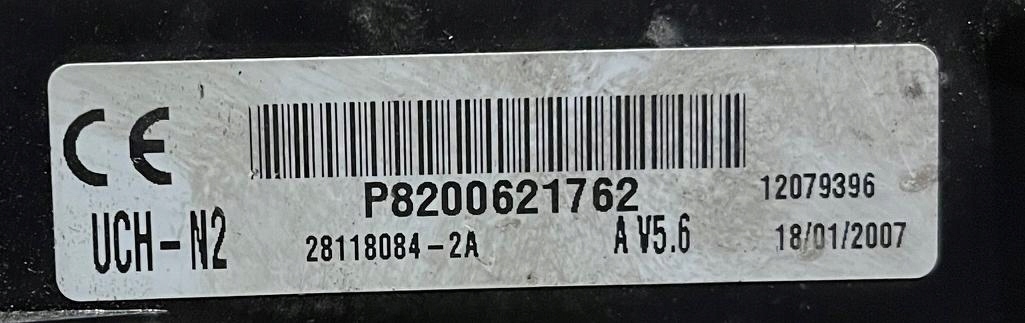 CE
P8200621762
12079396
UCH-N2
28118084-2A
A V5.6
18/01/2007